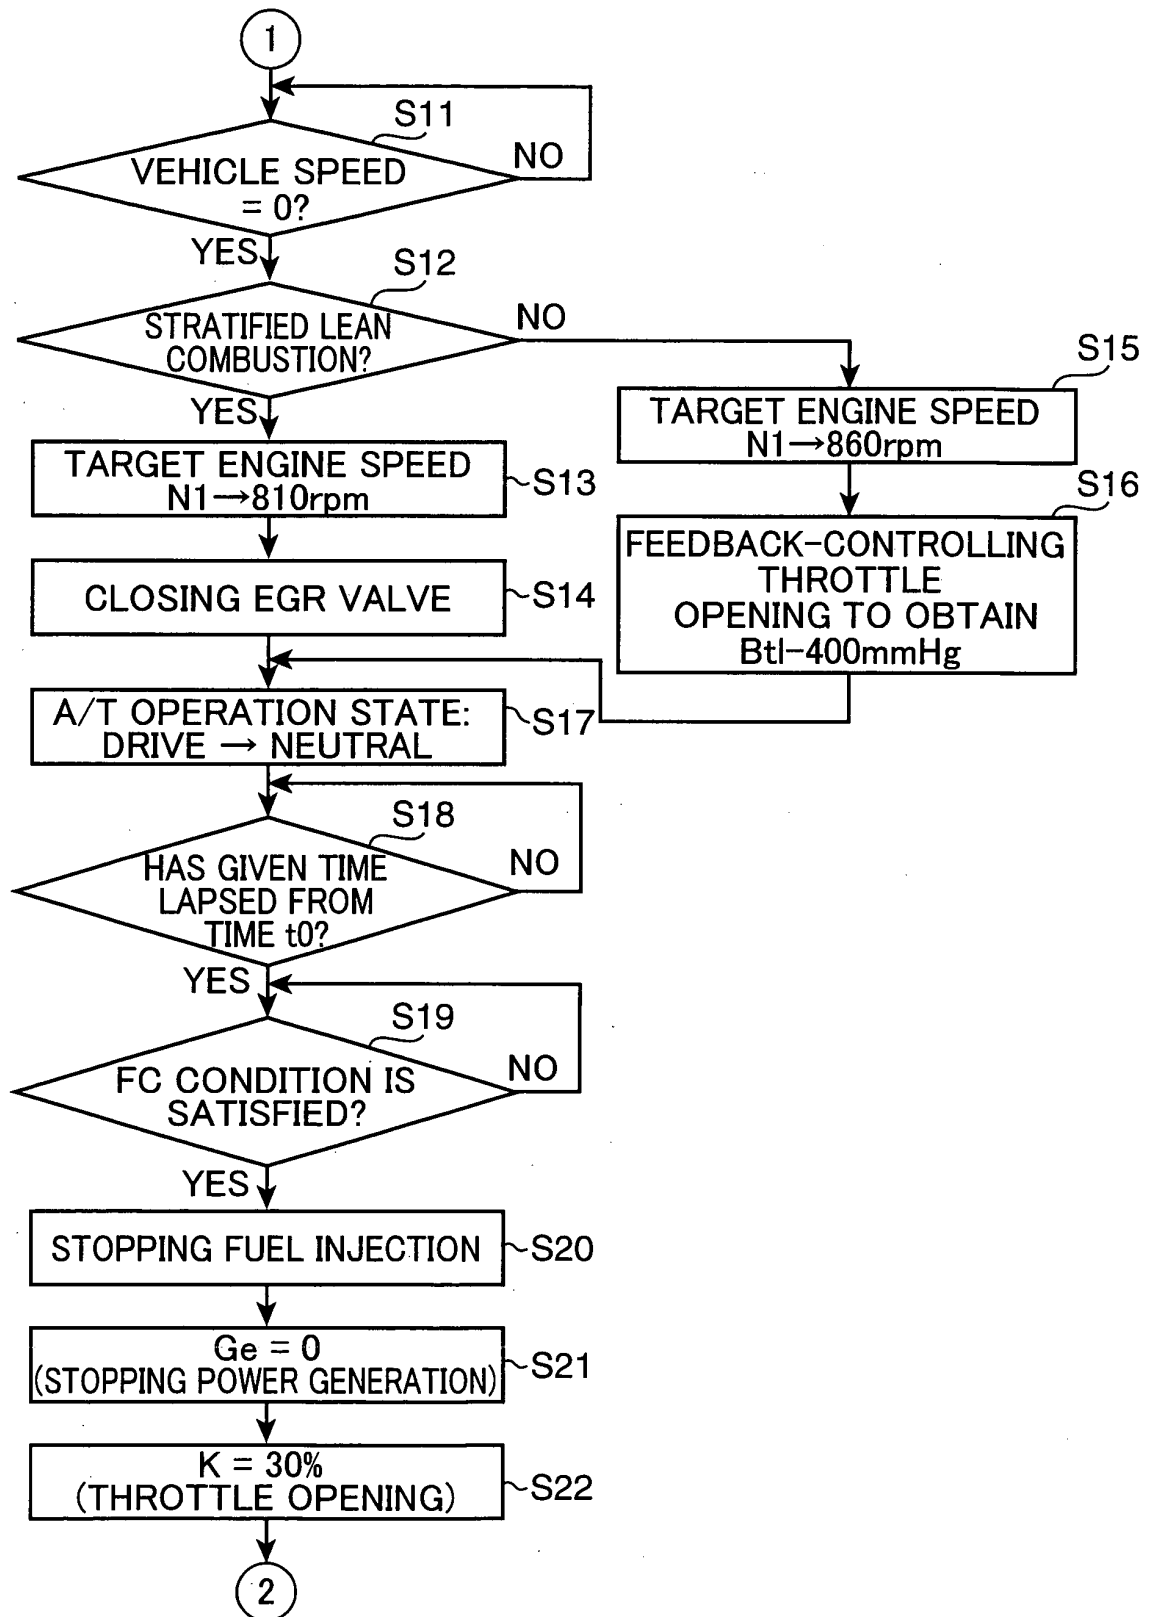 1
S11
VEHICLE SPEED
= 0?
NO
YES
S12
STRATIFIED LEAN
COMBUSTION?
NO
YES
S15
TARGET ENGINE SPEED
N1→860rpm
TARGET ENGINE SPEED
N1→810rpm
S13
S16
FEEDBACK-CONTROLLING
THROTTLE
OPENING TO OBTAIN
Btl-400mmHg
CLOSING EGR VALVE
S14
A/T OPERATION STATE:
DRIVE → NEUTRAL
S17
S18
HAS GIVEN TIME
LAPSED FROM
TIME t0?
NO
YES
S19
FC CONDITION IS
SATISFIED?
NO
YES
STOPPING FUEL INJECTION
S20
Ge = 0
(STOPPING POWER GENERATION)
S21
K = 30%
(THROTTLE OPENING)
S22
2